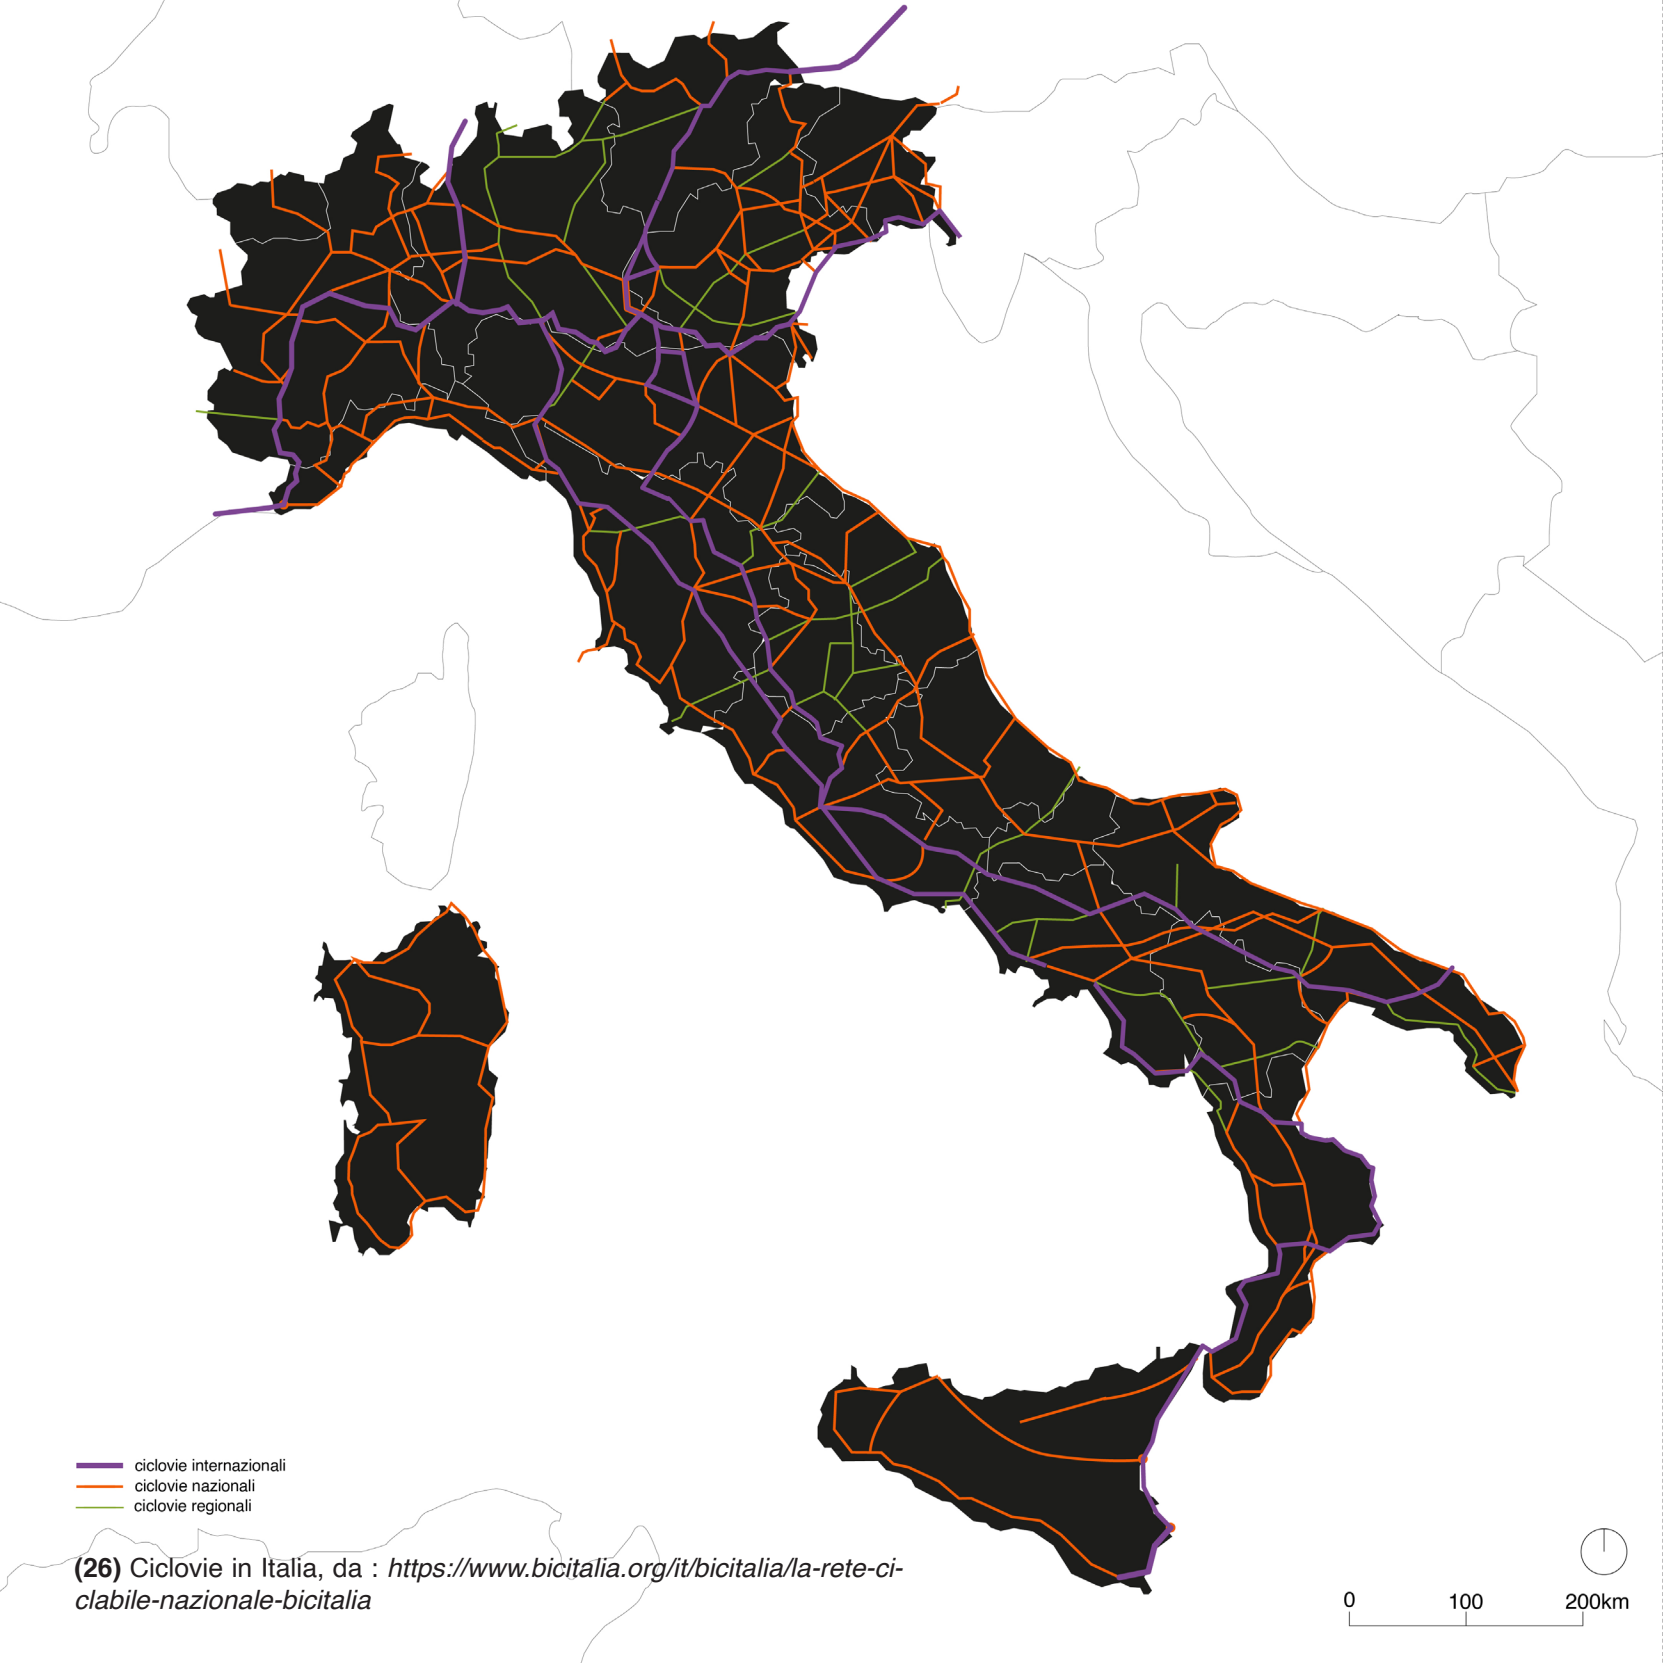 ciclovie internazionali
ciclovie nazionali
ciclovie regionali
(26) Ciclovie in Italia, da : https://www.bicitalia.org/it/bicitalia/la-rete-ci-
clabile-nazionale-bicitalia
0 100 200km